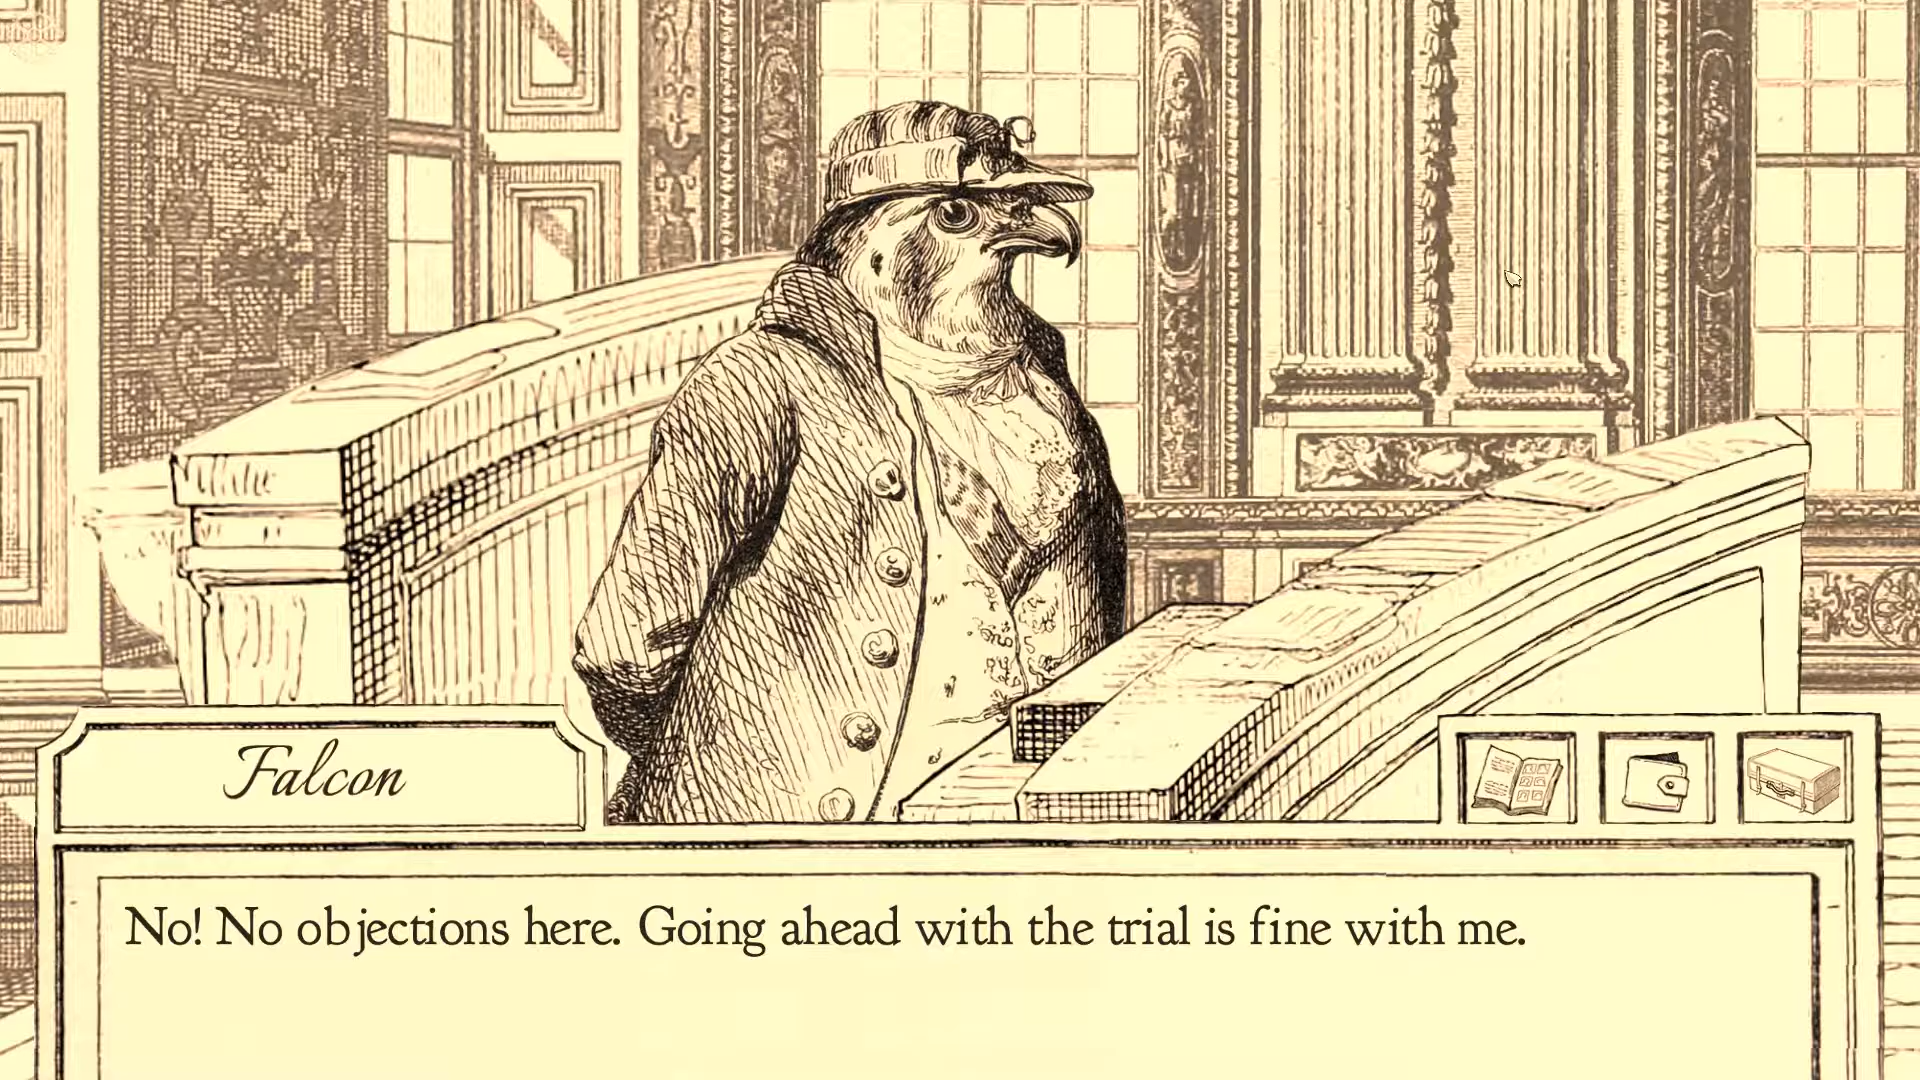 Falcon
No! No objections here. Going ahead with the trial is fine with me.